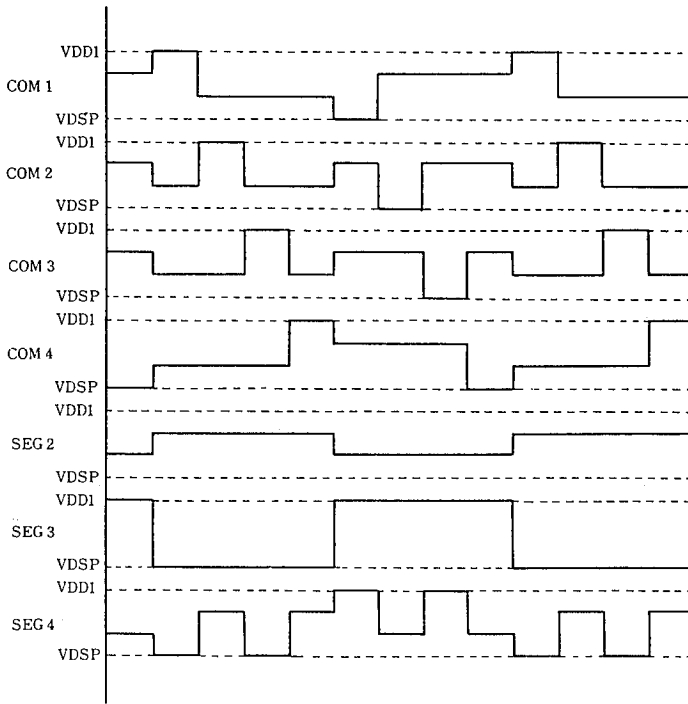 VDD1
COM 1
VDSP
VDD1
COM 2
VDSP
VDD1
COM 3
VDSP
VDD1
COM 4
VDSP
VDD1
SEG 2
VDSP
VDD1
SEG 3
VDSP
VDD1
SEG 4
VDSP